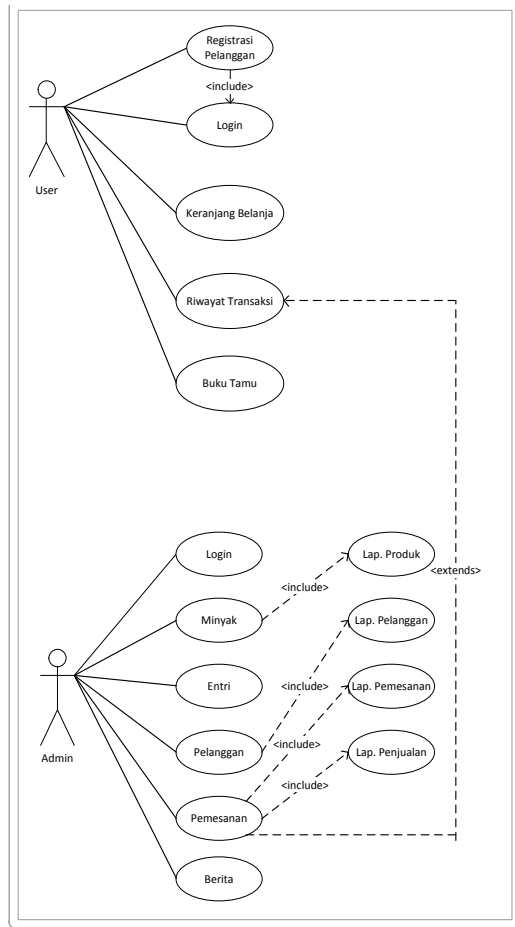 Registrasi
Pelanggan
<include>
Login
User
Keranjang Belanja
Riwayat Transaksi
Buku Tamu
Login
Lap. Produk
<extends>
<include>
Minyak
Lap. Pelanggan
Entri
<include>
Lap. Pemesanan
Admin
Pelanggan
<include>
Lap. Penjualan
<include>
Pemesanan
Berita